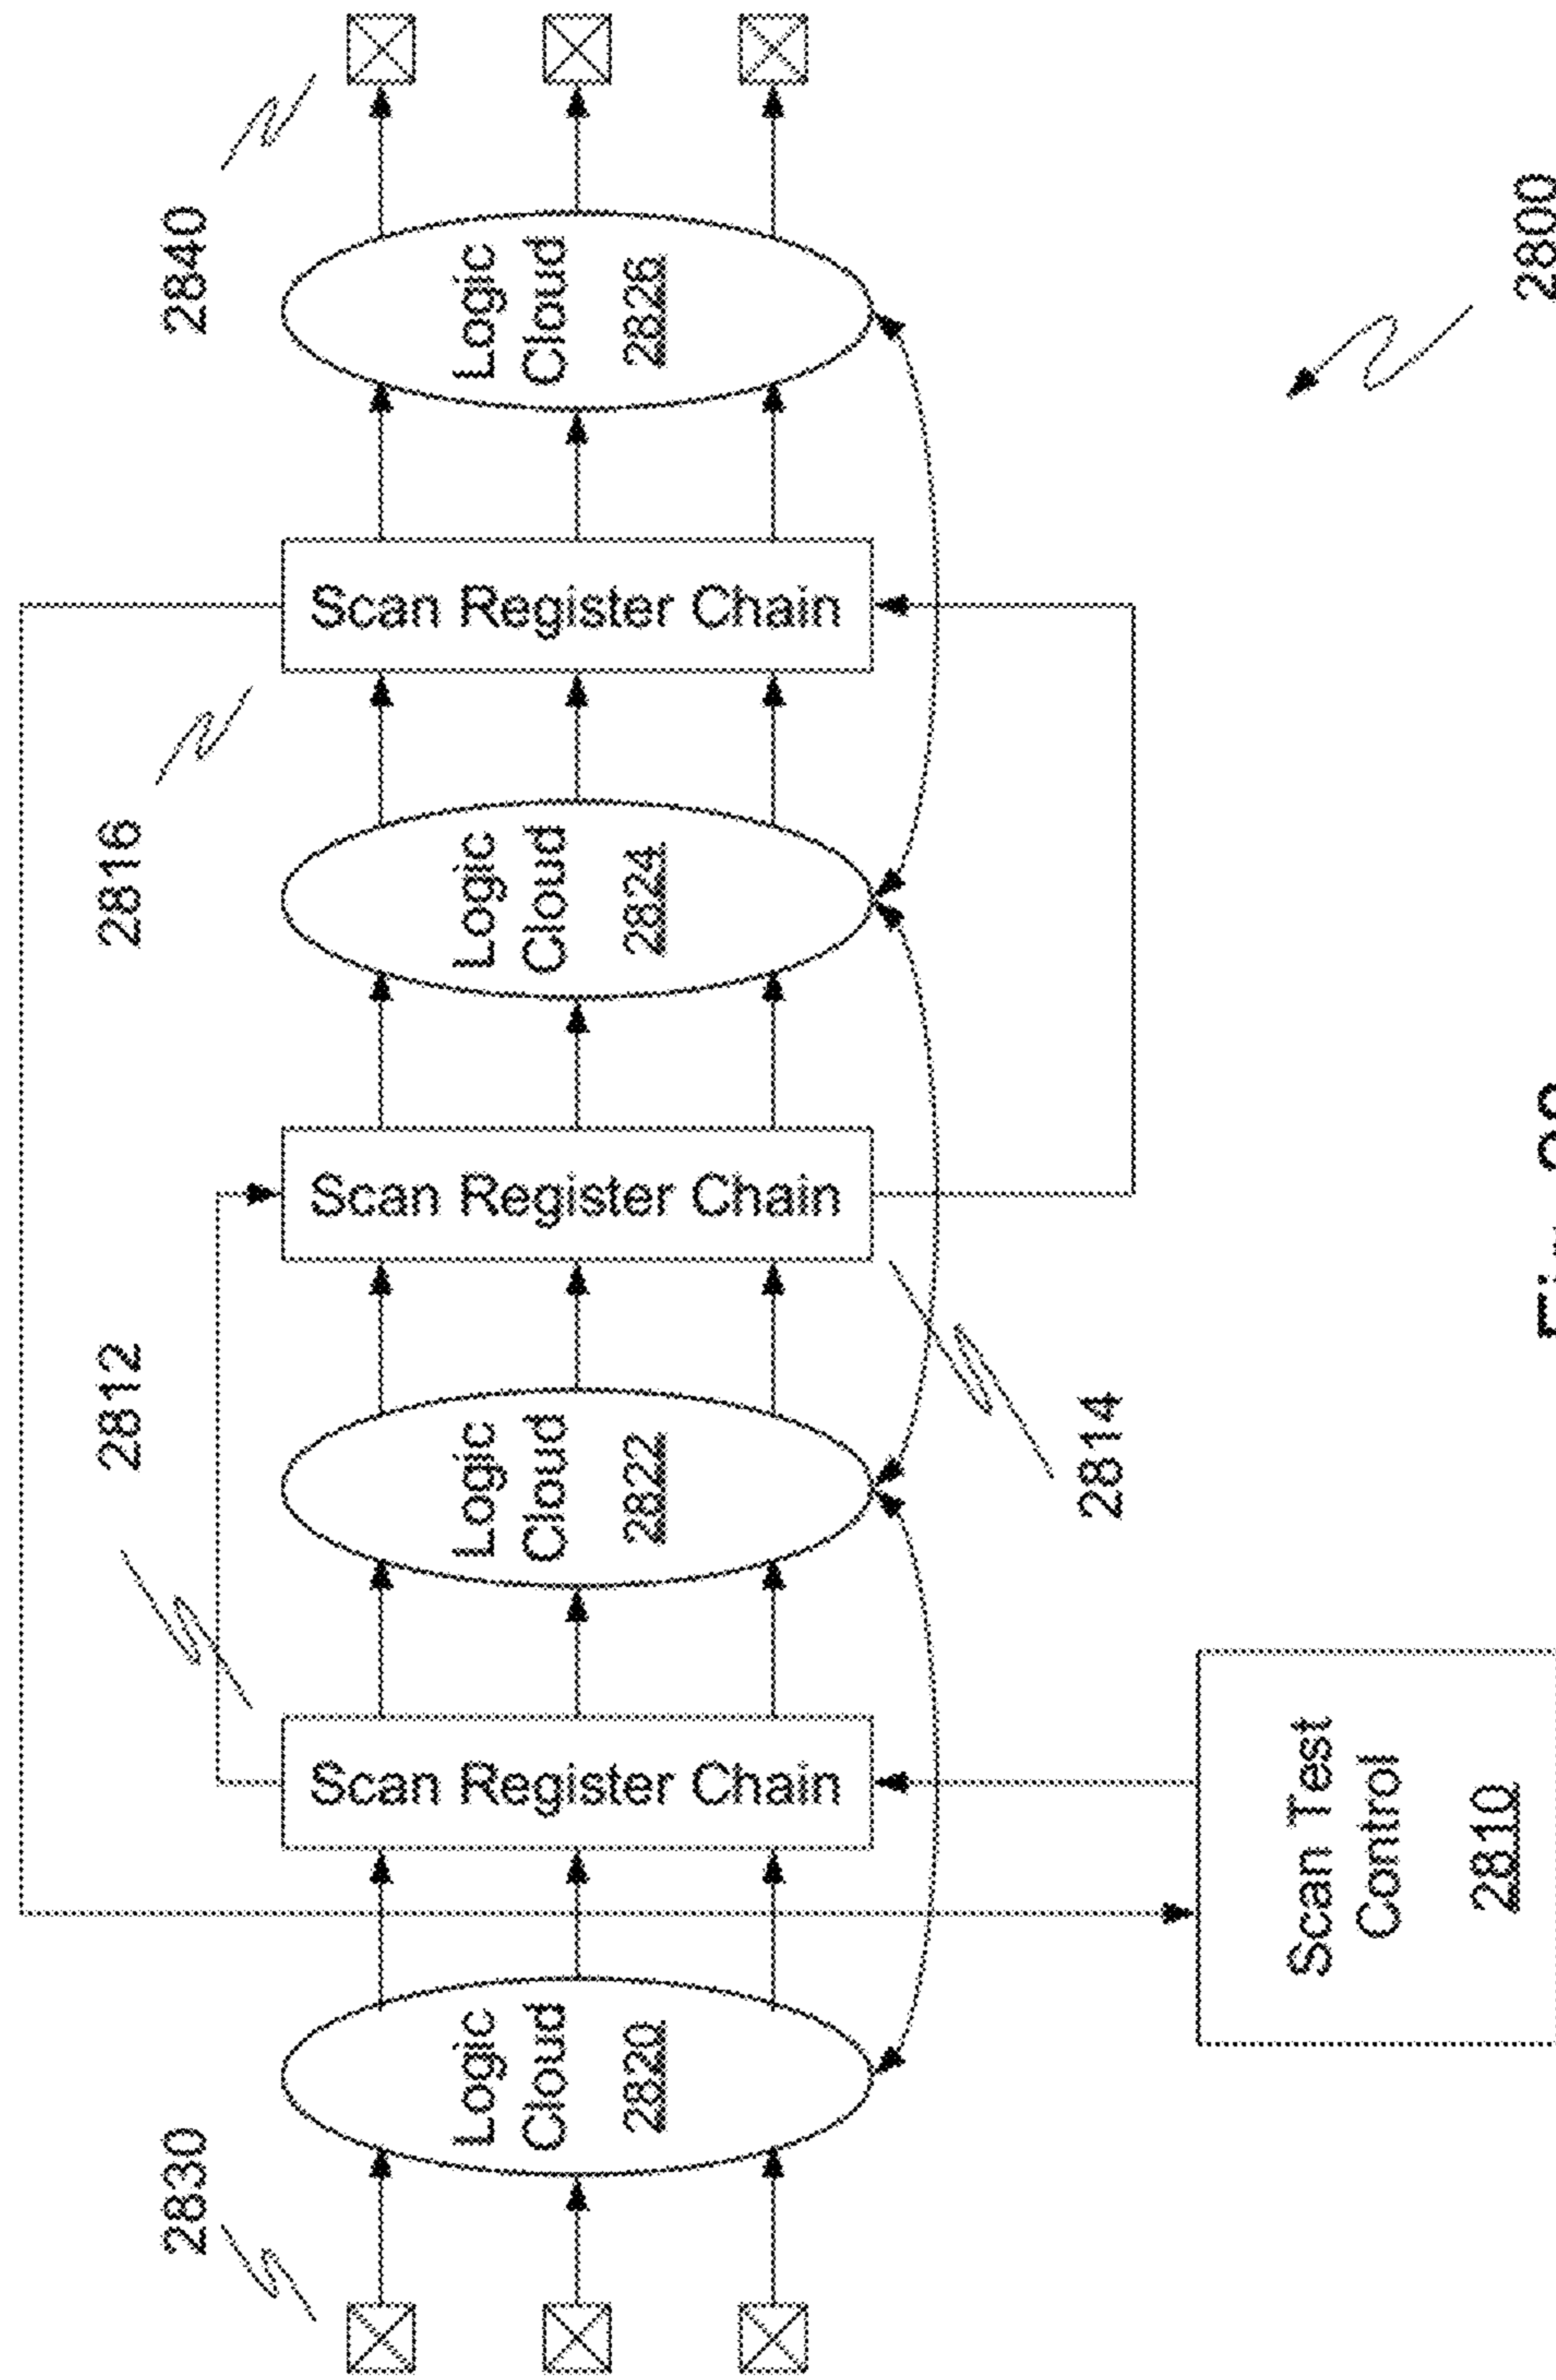 2830
2812
2816
2840
Logic
Cloud
2820
Scan Register Chain
Logic
Cloud
2822
Scan Register Chain
Logic
Cloud
2824
Scan Register Chain
Logic
Cloud
2826
2814
Scan Test
Control
2810
2800